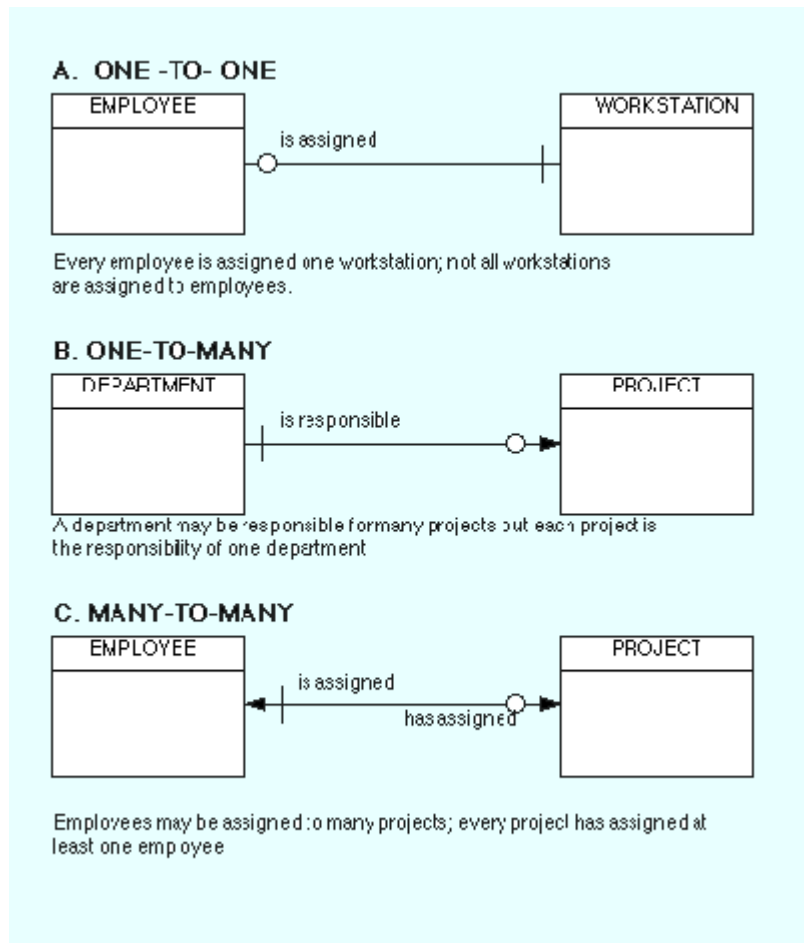 A. ONE -TO- ONE
EMPLOYEE
WORKSTATION
is assigned
Every employee is assigned one workstation; not all workstations
are assigned to employees.
B. ONE-TO-MANY
DEPARTMENT
PROJECT
is responsible
A department may be responsible for many projects but each project is
the responsibility of one department
C. MANY-TO-MANY
EMPLOYEE
PROJECT
is assigned
has assigned
Employees may be assigned to many projects; every project has assigned at
least one empoyee